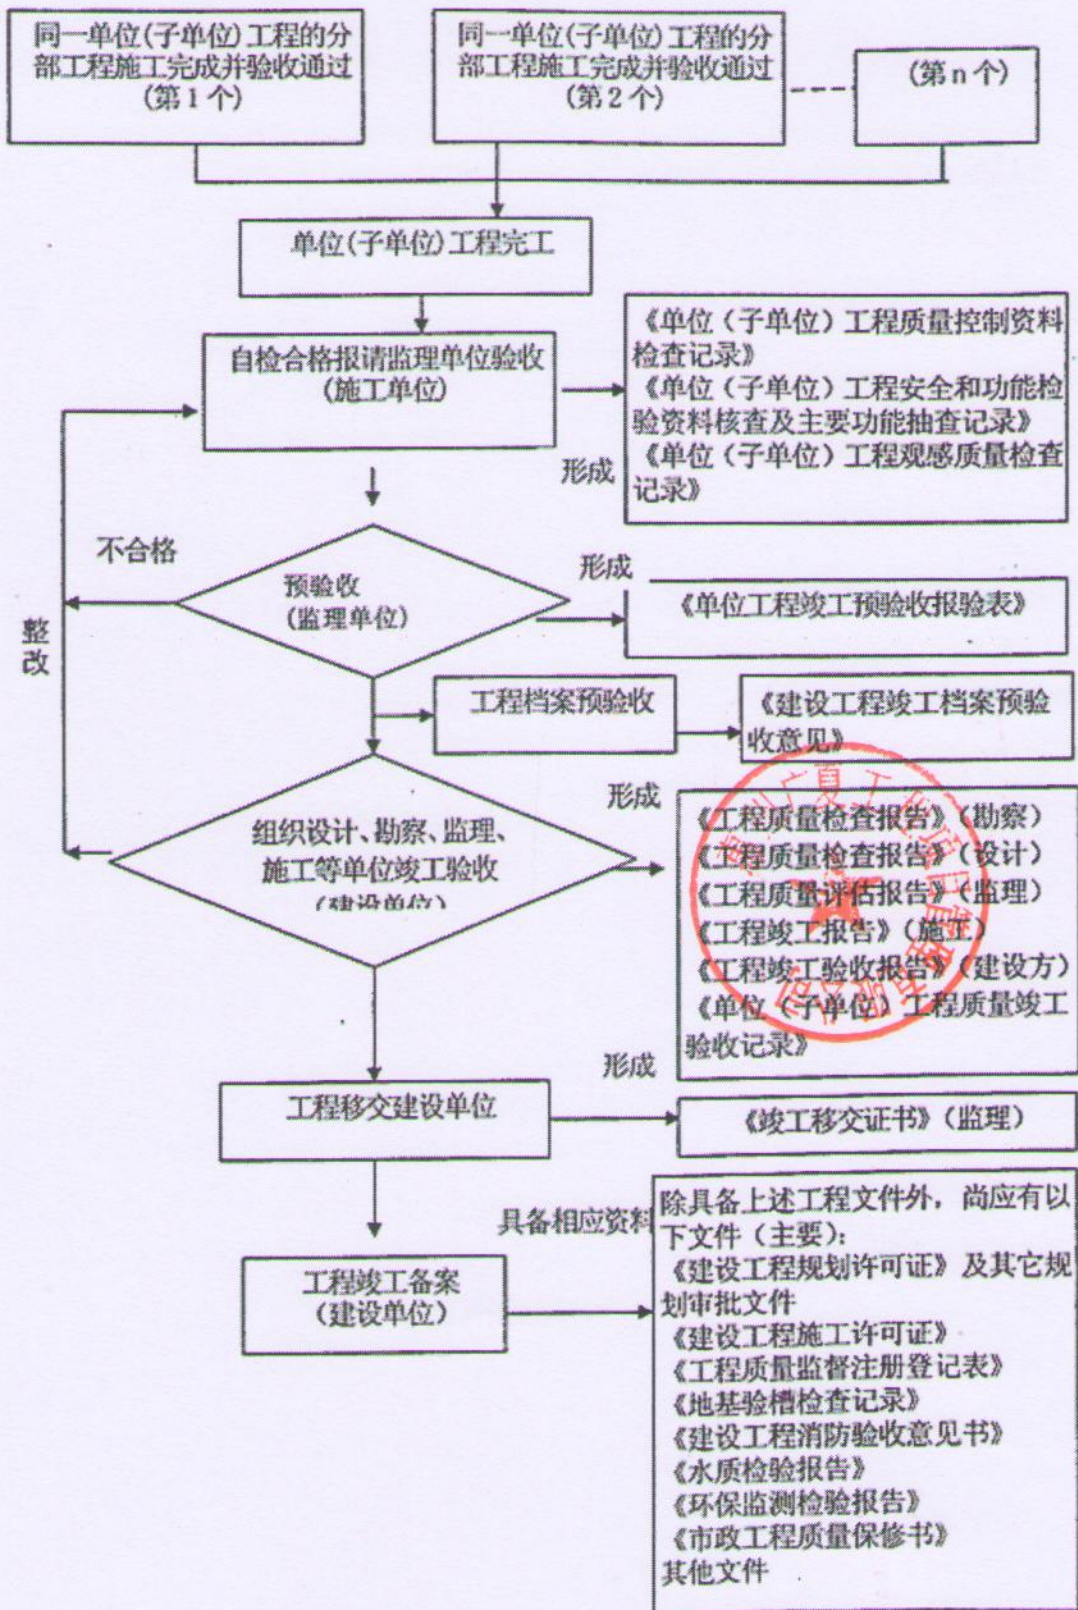 同一单位(子单位)工程的分
部工程施工完成并验收通过
(第1个)
同一单位(子单位)工程的分
部工程施工完成并验收通过
(第2个)
(第n个)
单位(子单位)工程完工
自检合格报请监理单位验收
(施工单位)
形成
《单位（子单位）工程质量控制资料
检查记录》
《单位（子单位）工程安全和功能检
验资料核查及主要功能抽查记录》
《单位（子单位）工程观感质量检查
记录》
不合格
整改
预验收
(监理单位)
形成
《单位工程竣工预验收报验表》
工程档案预验收
《建设工程竣工档案预验
收意见》
组织设计、勘察、监理、
施工等单位竣工验收
(建设单位)
形成
《工程质量检查报告》(勘察)
《工程质量检查报告》(设计)
《工程质量评估报告》(监理)
《工程竣工报告》(施工)
《工程竣工验收报告》(建设方)
《单位（子单位）工程质量竣工
验收记录》
工程移交建设单位
形成
《竣工移交证书》(监理)
工程竣工备案
(建设单位)
具备相应资料
除具备上述工程文件外，尚应有以
下文件（主要）：
《建设工程规划许可证》及其它规
划审批文件
《建设工程施工许可证》
《工程质量监督注册登记表》
《地基验槽检查记录》
《建设工程消防验收意见书》
《水质检验报告》
《环保监测检验报告》
《市政工程质量保修书》
其他文件